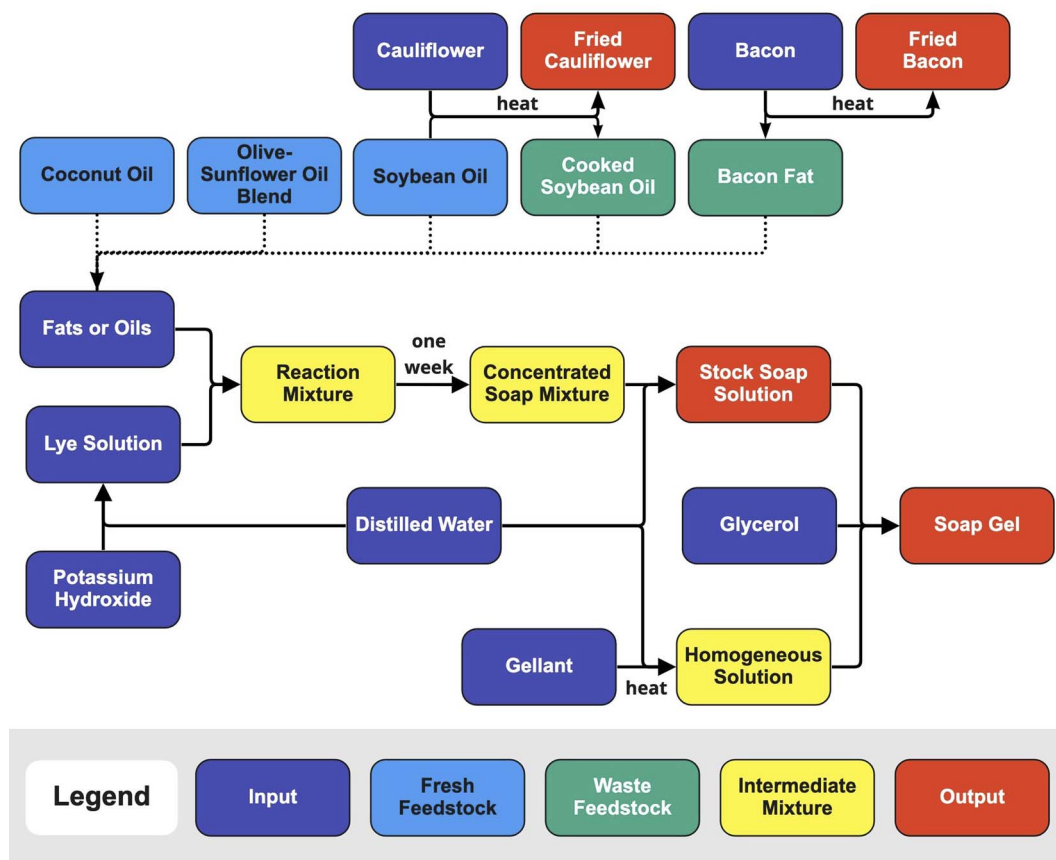 Cauliflower
Fried
Cauliflower
Bacon
Fried
Bacon
heat
heat
Coconut Oil
Olive-
Sunflower Oil
Blend
Soybean Oil
Cooked
Soybean Oil
Bacon Fat
Fats or Oils
Reaction
Mixture
one
week
Concentrated
Soap Mixture
Stock Soap
Solution
Lye Solution
Distilled Water
Glycerol
Soap Gel
Potassium
Hydroxide
Gellant
heat
Homogeneous
Solution
Legend
Input
Fresh
Feedstock
Waste
Feedstock
Intermediate
Mixture
Output